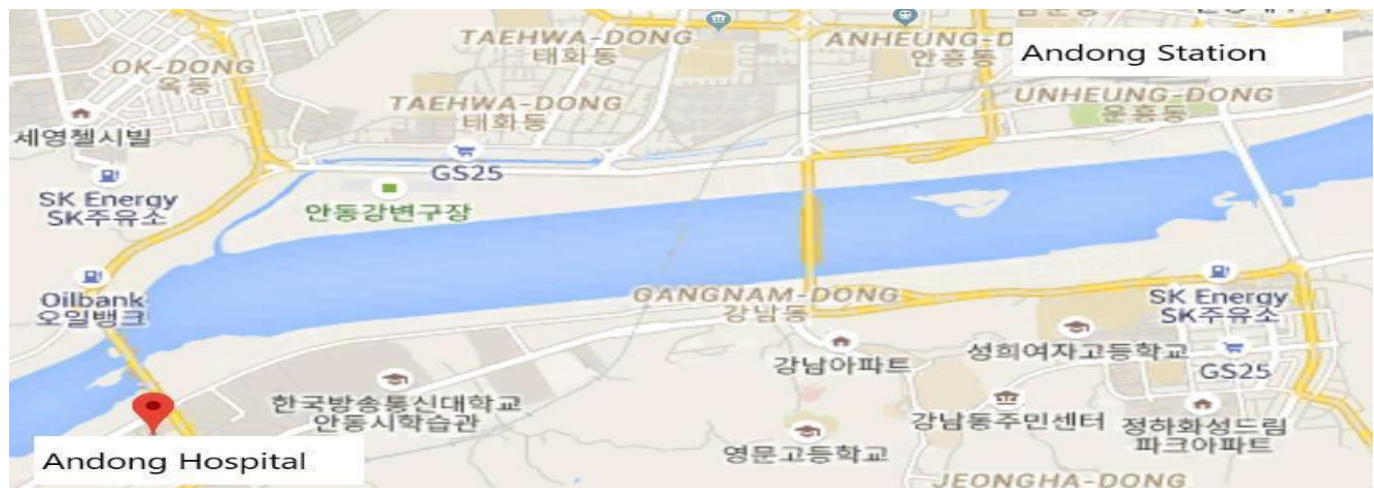 TAEHWA-DONG
태화동
ANHEUNG-D
안흥동
Andong Station
OK-DONG
옥동
TAEHWA-DONG
태화동
UNHEUNG-DONG
운흥동
세영첼시빌
GS25
SK Energy
SK주유소
안동강변구장
Oilbank
오일뱅크
GANGNAM-DONG
강남동
SK Energy
SK주유소
강남아파트
성희여자고등학교
GS25
한국방송통신대학교
안동시학습관
강남동주민센터
정하화성드림
파크아파트
영문고등학교
Andong Hospital
JEONGHA-DONG